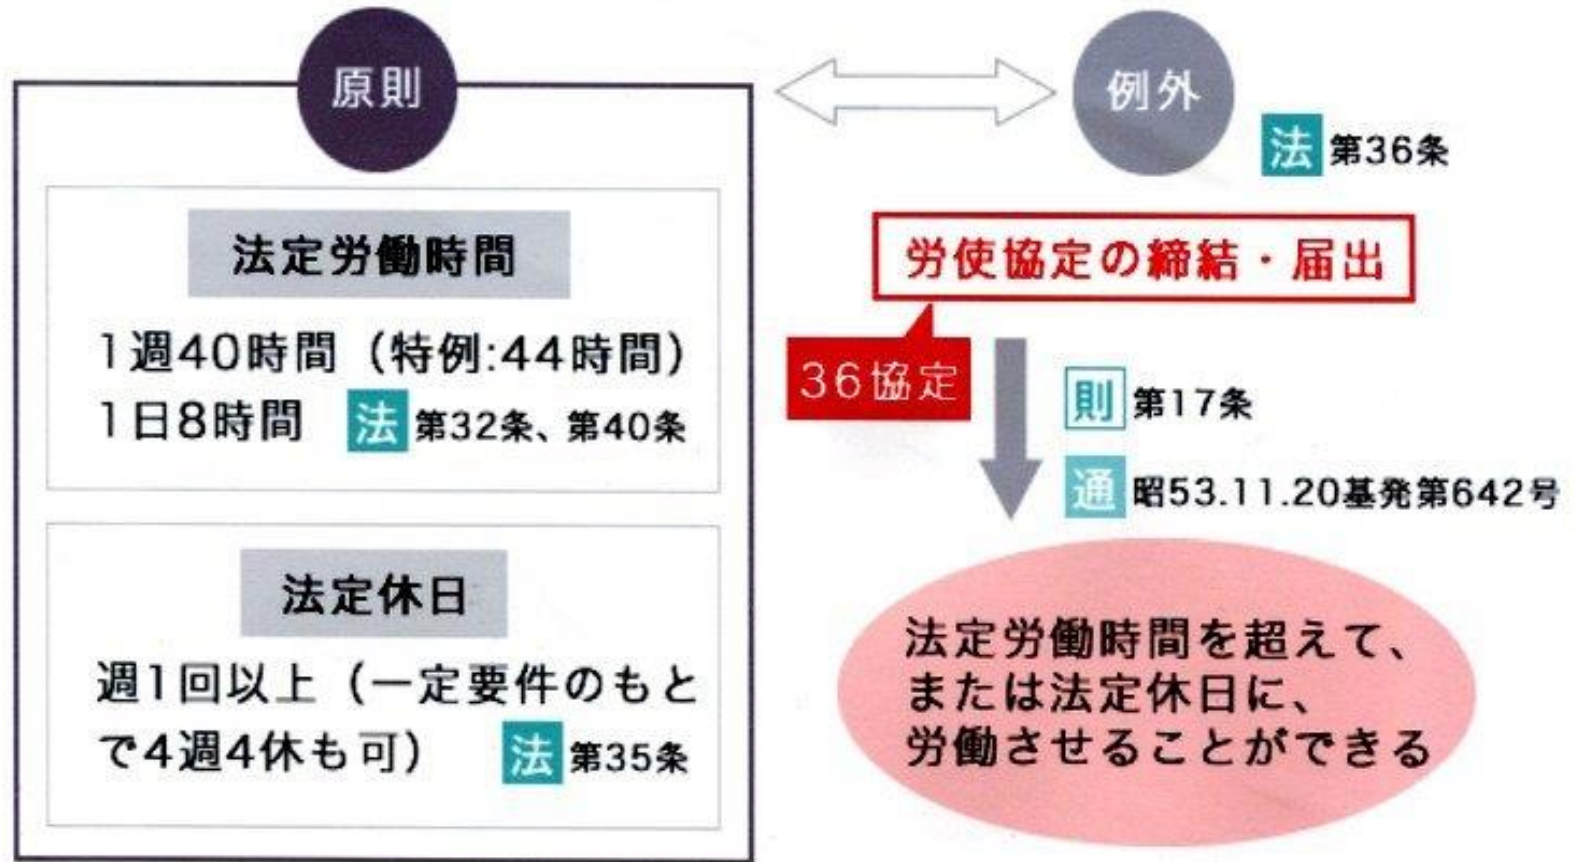 原則
法定労働時間
1週40時間（特例:44時間）
1日8時間 法 第32条、第40条
法定休日
週1回以上（一定要件のもと
で4週4休も可） 法 第35条
例外
法 第36条
労使協定の締結・届出
36協定
則 第17条
通 昭53.11.20基発第642号
法定労働時間を超えて、
または法定休日に、
労働させることができる